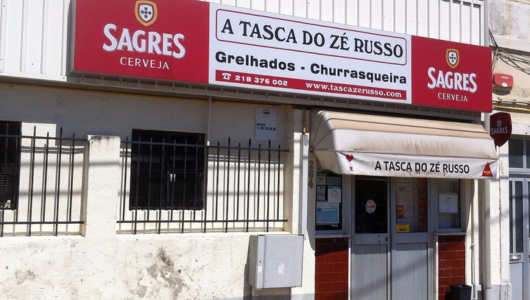 SAGRES
CERVEJA
A TASCA DO ZÉ RUSSO
Grelhados - Churrasqueira
218 376 002 www.tascazerusso.com
SAGRES
CERVEJA
A TASCA DO ZÉ RUSSO
SAGRES